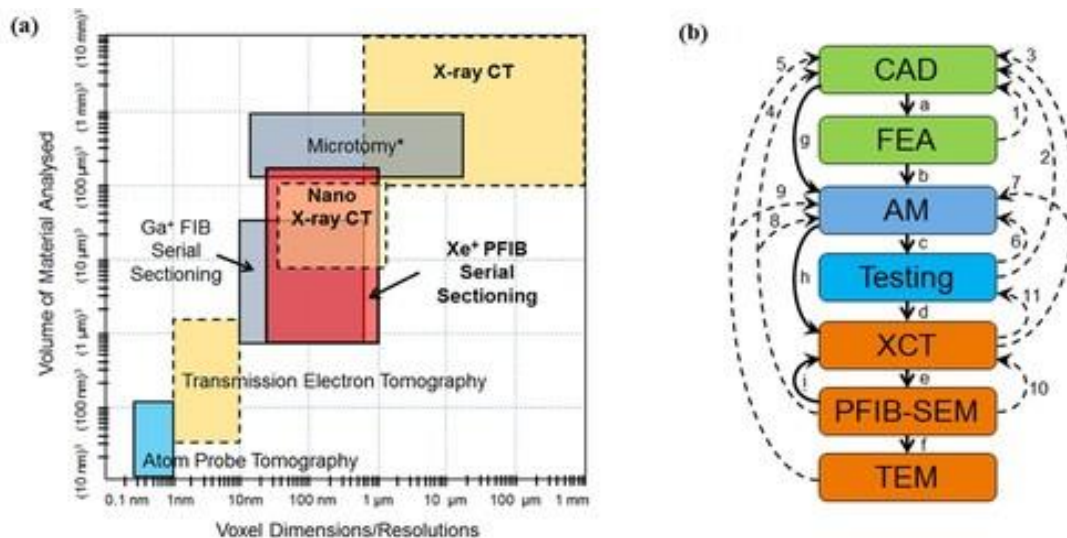 (a)
Volume of Material Analysed
(10 mm)³
(1 mm)³
(100 µm)³
(10 µm)³
(1 µm)³
(100 nm)³
(10 nm)³
X-ray CT
Microtomy*
Nano
X-ray CT
Ga⁺ FIB
Serial
Sectioning
Xe⁺ PFIB
Serial
Sectioning
Transmission Electron Tomography
Atom Probe Tomography
0.1 nm 1nm 10nm 100 nm 1 µm 10 µm 100 µm 1 mm
Voxel Dimensions/Resolutions
(b)
CAD
a
FEA
b
AM
c
Testing
d
XCT
e
PFIB-SEM
f
TEM
g
h
i
1
2
3
4
5
6
7
8
9
10
11